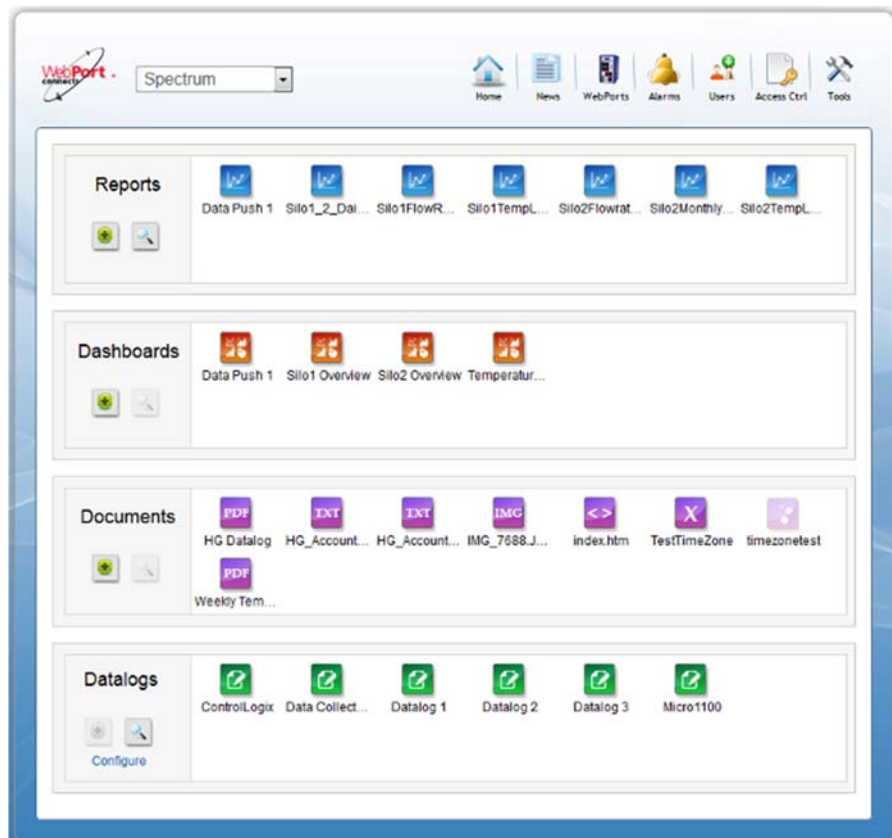 WebPort.
connects
Spectrum
Home News WebPorts Alarms Users Access Ctrl Tools
Reports
Data Push 1 Silo1_2_Dai... Silo1FlowR... Silo1TempL... Silo2Flowrat... Silo2Monthly... Silo2TempL...
Dashboards
Data Push 1 Silo1 Overview Silo2 Overview Temperatur...
Documents
PDF TXT TXT IMG <> X
HG Datalog HG_Account... HG_Account... IMG_7688.J... index.htm TestTimeZone timezonetest
PDF
Weekly Tem...
Datalogs
ControlLogix Data Collect... Datalog 1 Datalog 2 Datalog 3 Micro1100
Configure